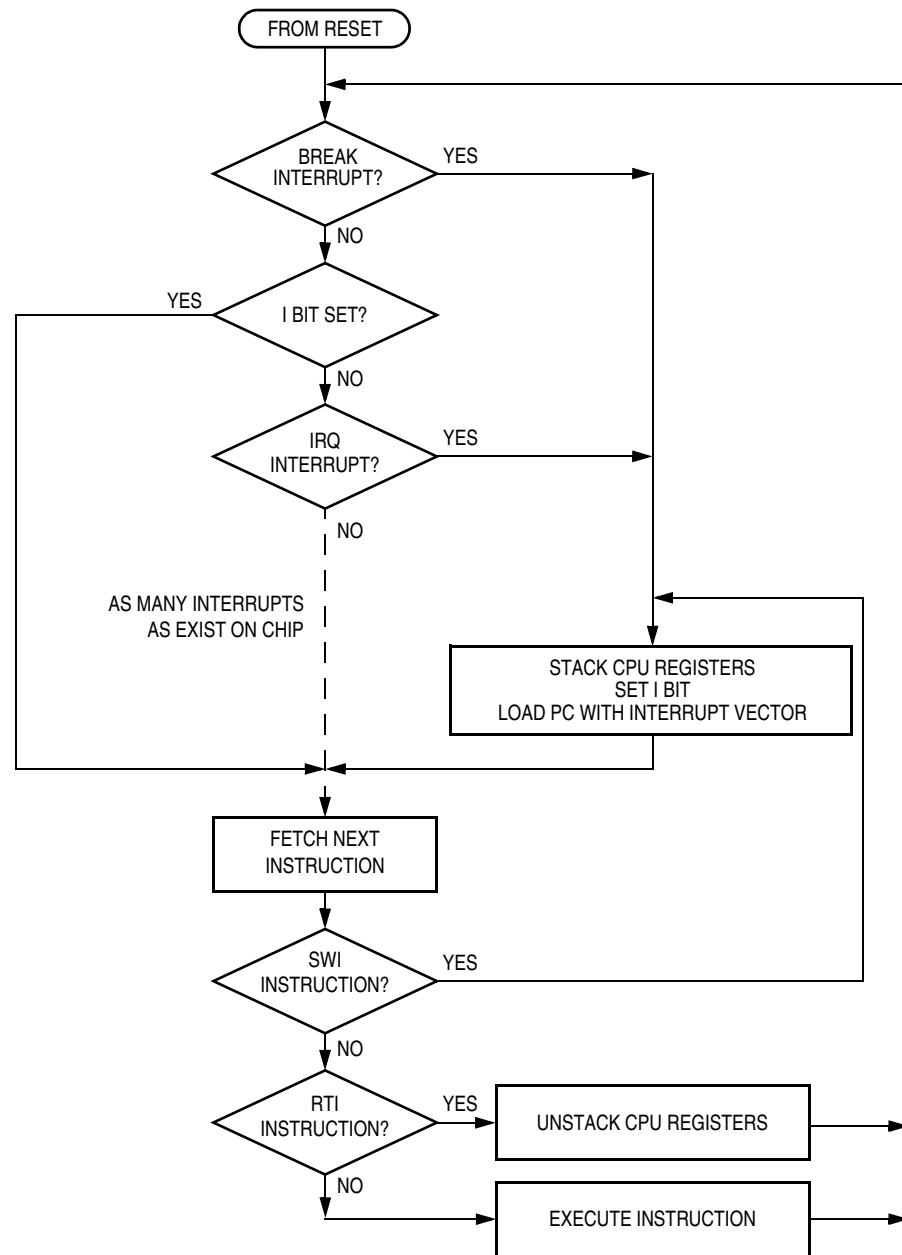 FROM RESET
BREAK
INTERRUPT?
YES
NO
YES
I BIT SET?
NO
IRQ
INTERRUPT?
YES
NO
AS MANY INTERRUPTS
AS EXIST ON CHIP
STACK CPU REGISTERS
SET I BIT
LOAD PC WITH INTERRUPT VECTOR
FETCH NEXT
INSTRUCTION
SWI
INSTRUCTION?
YES
NO
RTI
INSTRUCTION?
YES
UNSTACK CPU REGISTERS
NO
EXECUTE INSTRUCTION